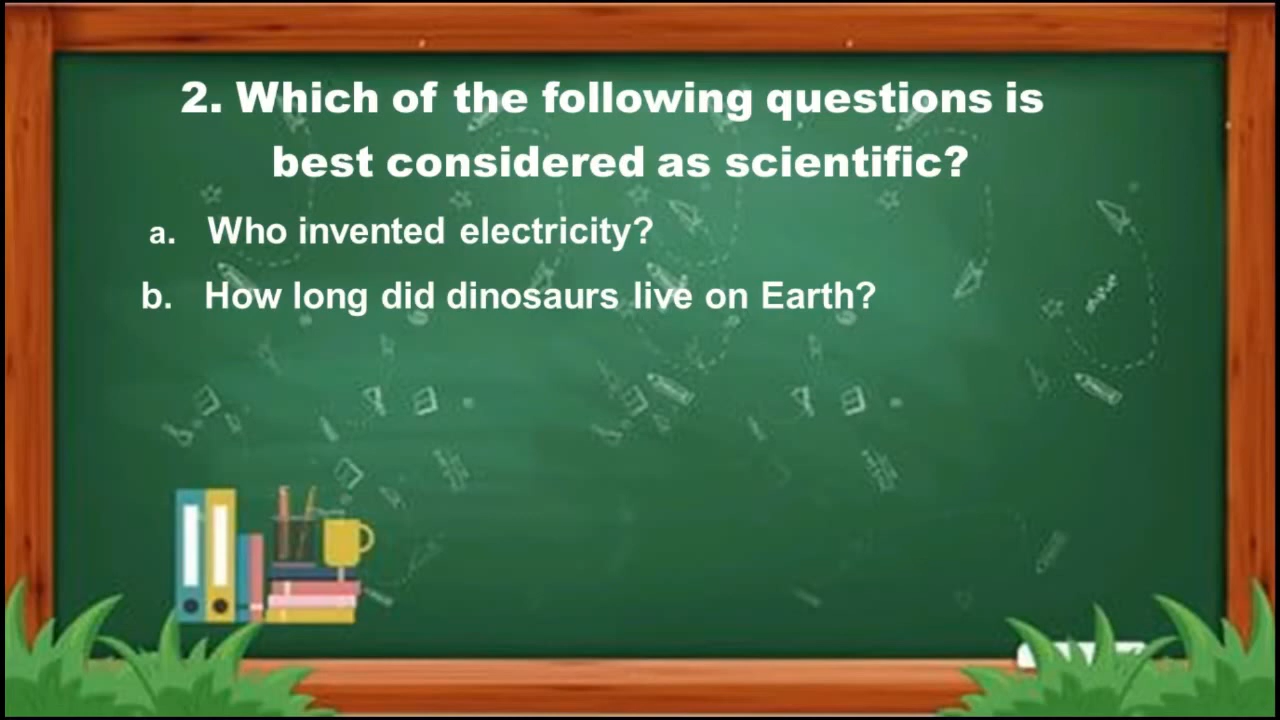 2. Which of the following questions is
best considered as scientific?
a. Who invented electricity?
b. How long did dinosaurs live on Earth?